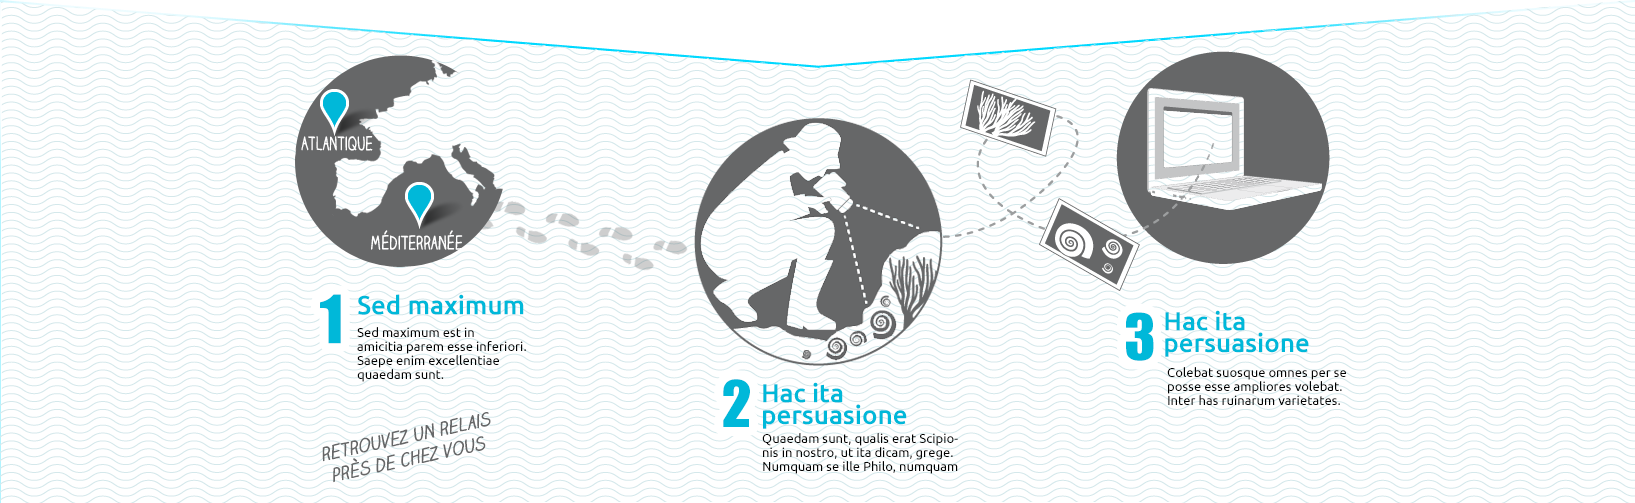 ATLANTIQUE
MÉDITERRANÉE
1
Sed maximum
Sed maximum est in
amicitia parem esse inferiori.
Saepe enim excellentiae
quaedam sunt.
RETROUVEZ UN RELAIS
PRÈS DE CHEZ VOUS
2
Hac ita
persuasione
Quaedam sunt, qualis erat Scipio-
nis in nostro, ut ita dicam, grege.
Numquam se ille Philo, numquam
3
Hac ita
persuasione
Colebat suosque omnes per se
posse esse ampliores volebat.
Inter has ruinarum varietates.